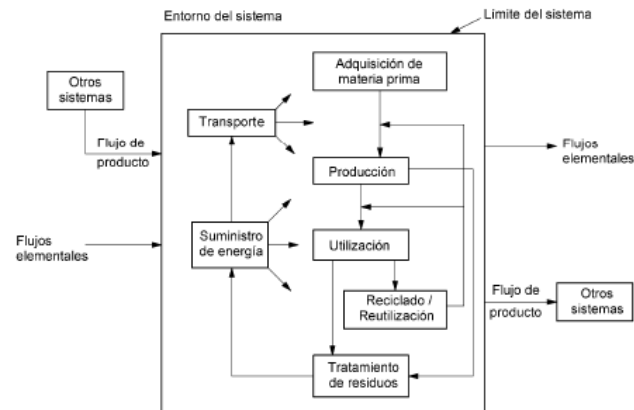 Entorno del sistema
Límite del sistema
Otros
sistemas
Flujo de
producto
Flujos
elementales
Adquisición de
materia prima
Transporte
Producción
Suministro
de energía
Utilización
Reciclado /
Reutilización
Tratamiento
de residuos
Flujos
elementales
Flujo de
producto
Otros
sistemas